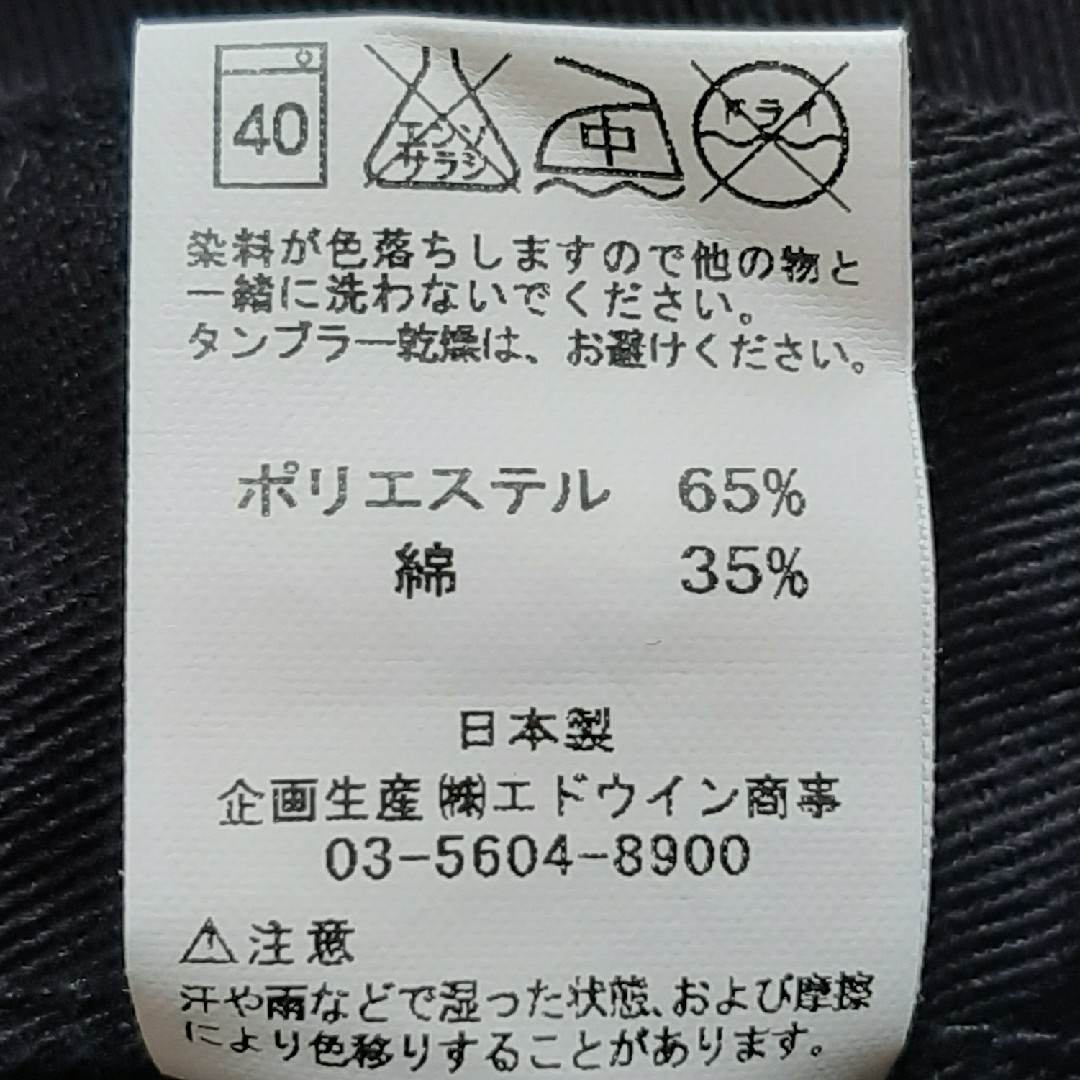 40
エンソ
サラシ
中
ドライ
染料が色落ちしますので他の物と
一緒に洗わないでください。
タンブラー乾燥は、お避けください。
ポリエステル 65%
綿 35%
日本製
企画生産㈱エドウイン商事
03-5604-8900
⚠注意
汗や雨などで湿った状態、および摩擦
により色移りすることがあります。